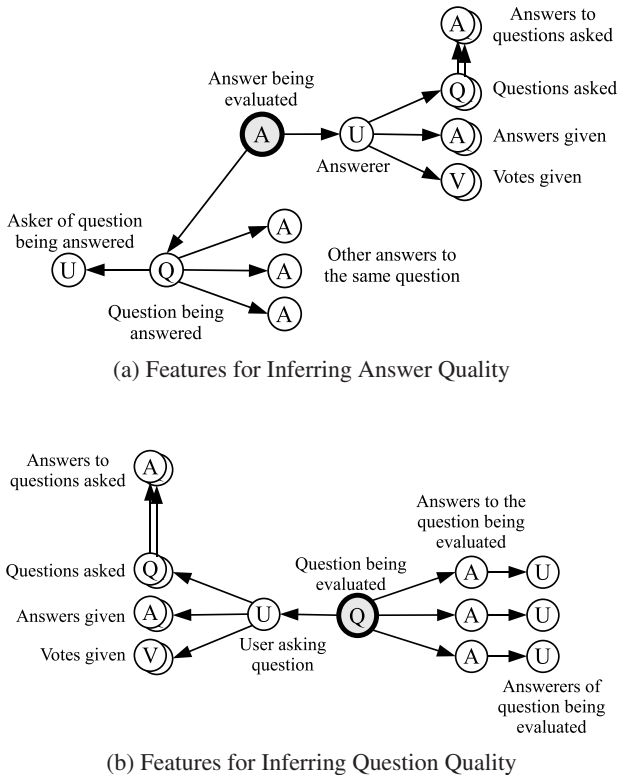 A
Answers to
questions asked
Answer being
evaluated
Q
Questions asked
A
U
A
Answers given
Answerer
V
Votes given
Asker of question
being answered
A
U
Q
A
Other answers to
the same question
Question being
answered
A
(a) Features for Inferring Answer Quality
Answers to
questions asked
A
Answers to the
question being
evaluated
Questions asked
Q
Question being
evaluated
A
U
Answers given
A
U
Q
A
U
Votes given
V
User asking
question
A
U
Answerers of
question being
evaluated
(b) Features for Inferring Question Quality